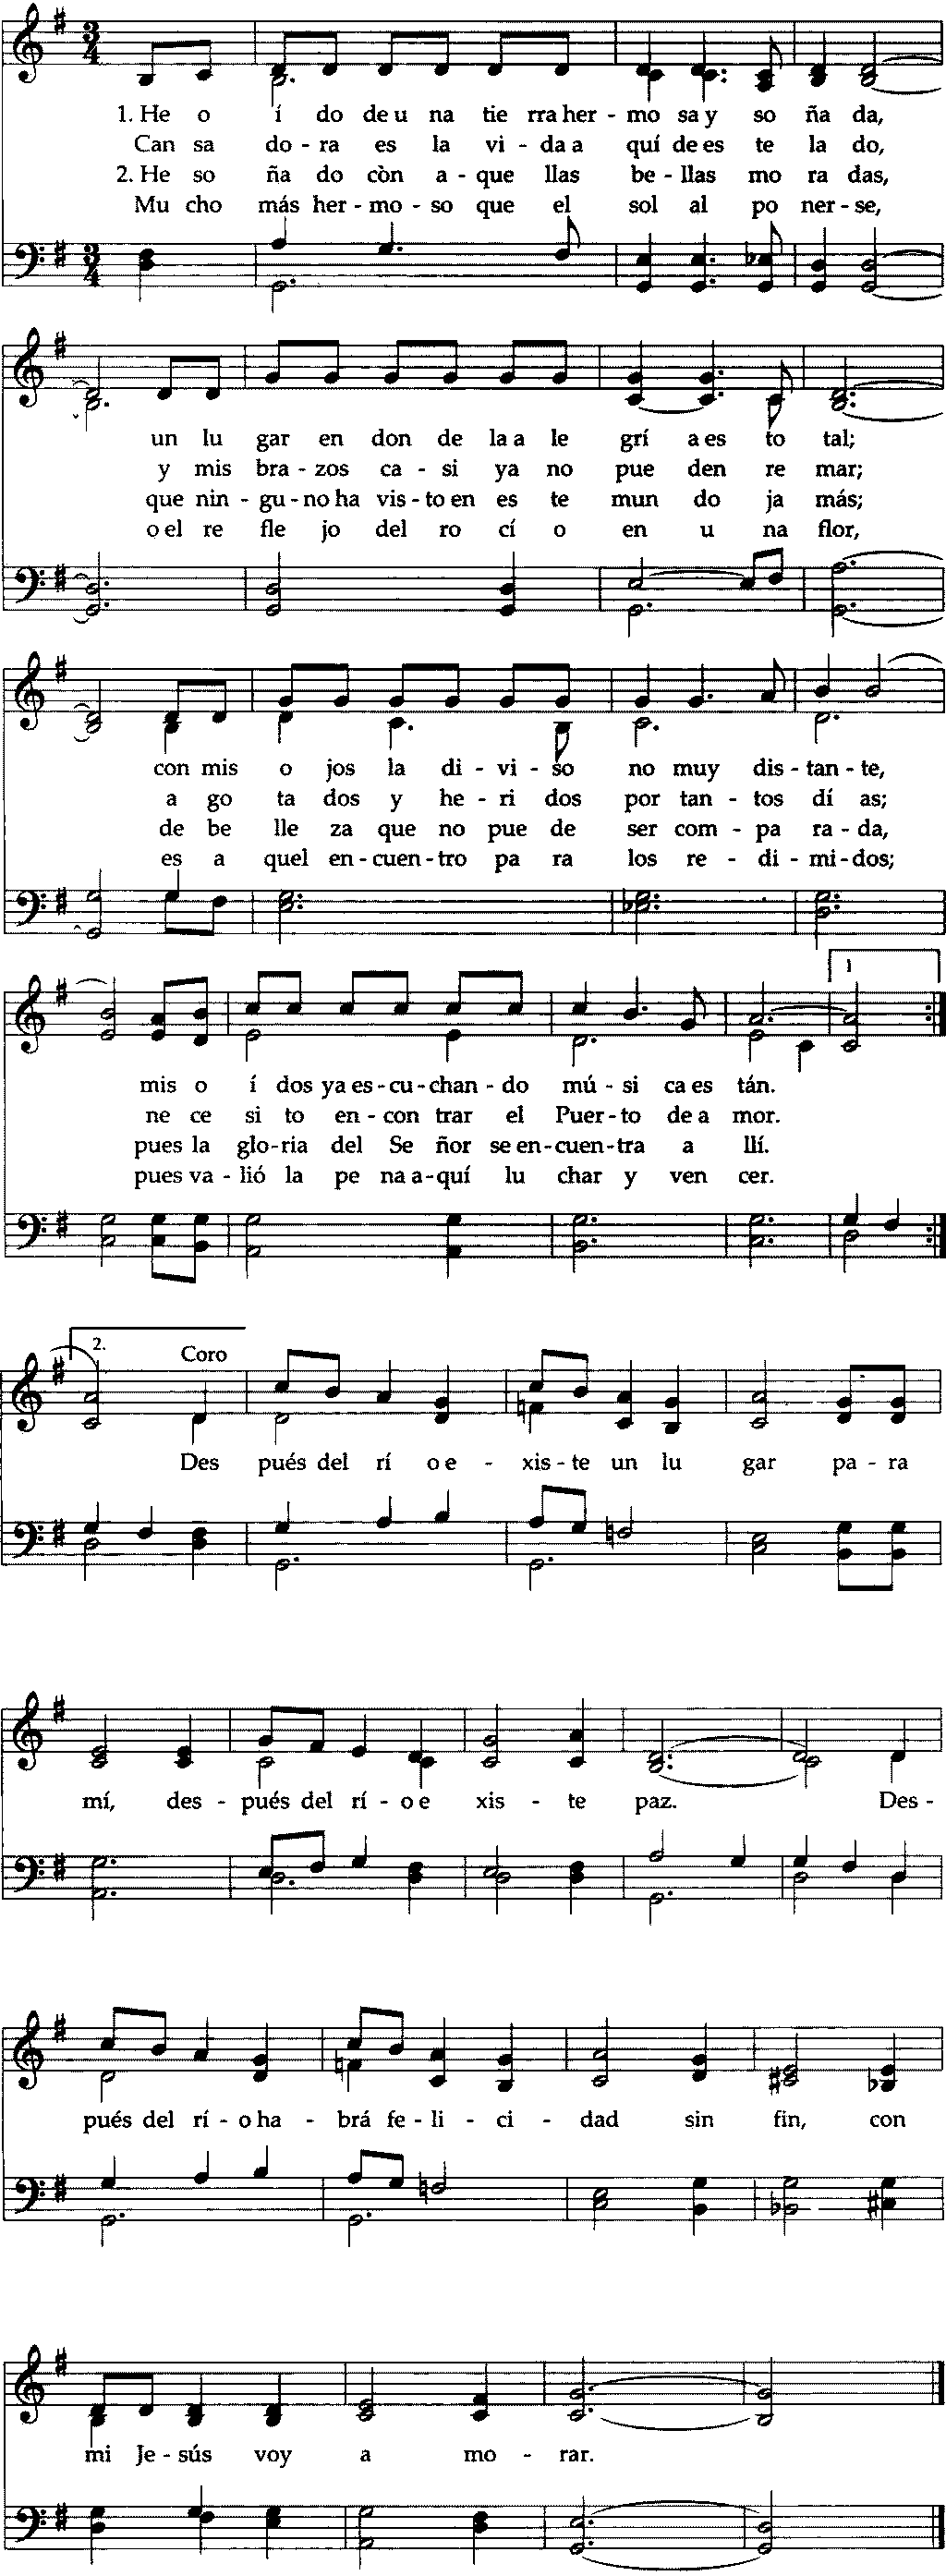 1. He o í do de u na tie rra her - mo sa y so ña da,
Can sa do - ra es la vi - da a quí de es te la do,
2. He so ña do còn a - que llas be - llas mo ra das,
Mu cho más her - mo - so que el sol al po ner - se,
un lu gar en don de la a le grí a es to tal;
y mis bra - zos ca - si ya no pue den re mar;
que nin - gu - no ha vis - to en es te mun do ja más;
o el re fle jo del ro cí o en u na flor,
con mis o jos la di - vi - so no muy dis - tan - te,
a go ta dos y he - ri dos por tan - tos dí as;
de be lle za que no pue de ser com - pa ra - da,
es a quel en - cuen - tro pa ra los re - di - mi - dos;
1
mis o í dos ya es - cu - chan - do mú - si ca es tán.
ne ce si to en - con trar el Puer - to de a mor.
pues la glo - ria del Se ñor se en - cuen - tra a llí.
pues va - lió la pe na a - quí lu char y ven cer.
2. Coro
Des pués del rí o e - xis - te un lu gar pa - ra
mí, des - pués del rí - o e xis - te paz. Des -
pués del rí - o ha - brá fe - li - ci - dad sin fin, con
mi Je - sús voy a mo - rar.